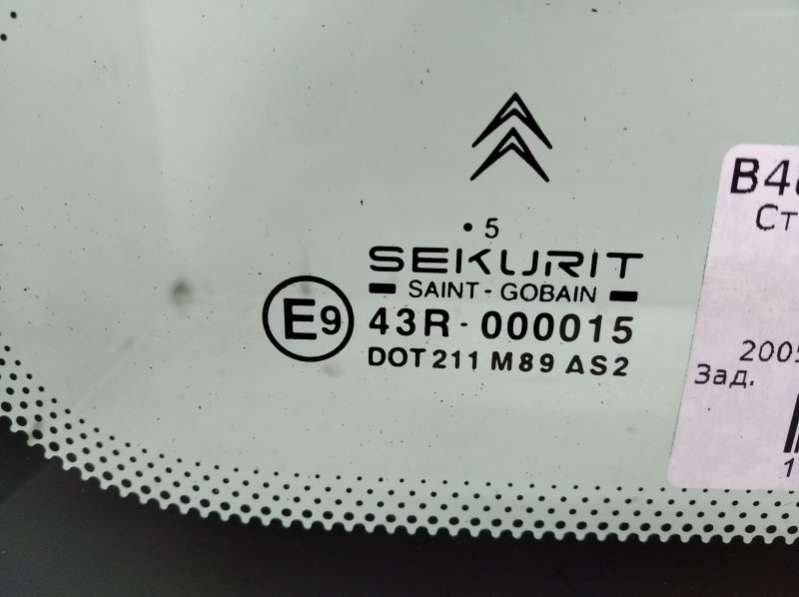 • 5
SEKURIT
SAINT - GOBAIN
E9 43R - 000015
DOT 211 M89 AS2
B4
Ст
2005
Зад.
1